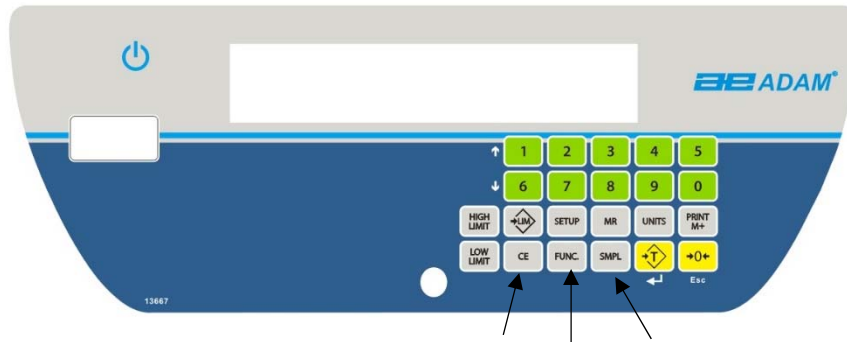 ae ADAM®
↑ 1 2 3 4 5
↓ 6 7 8 9 0
HIGH LIMIT →LIM SETUP MR UNITS PRINT M+
LOW LIMIT CE FUNC. SMPL →T →0←
Esc
13667